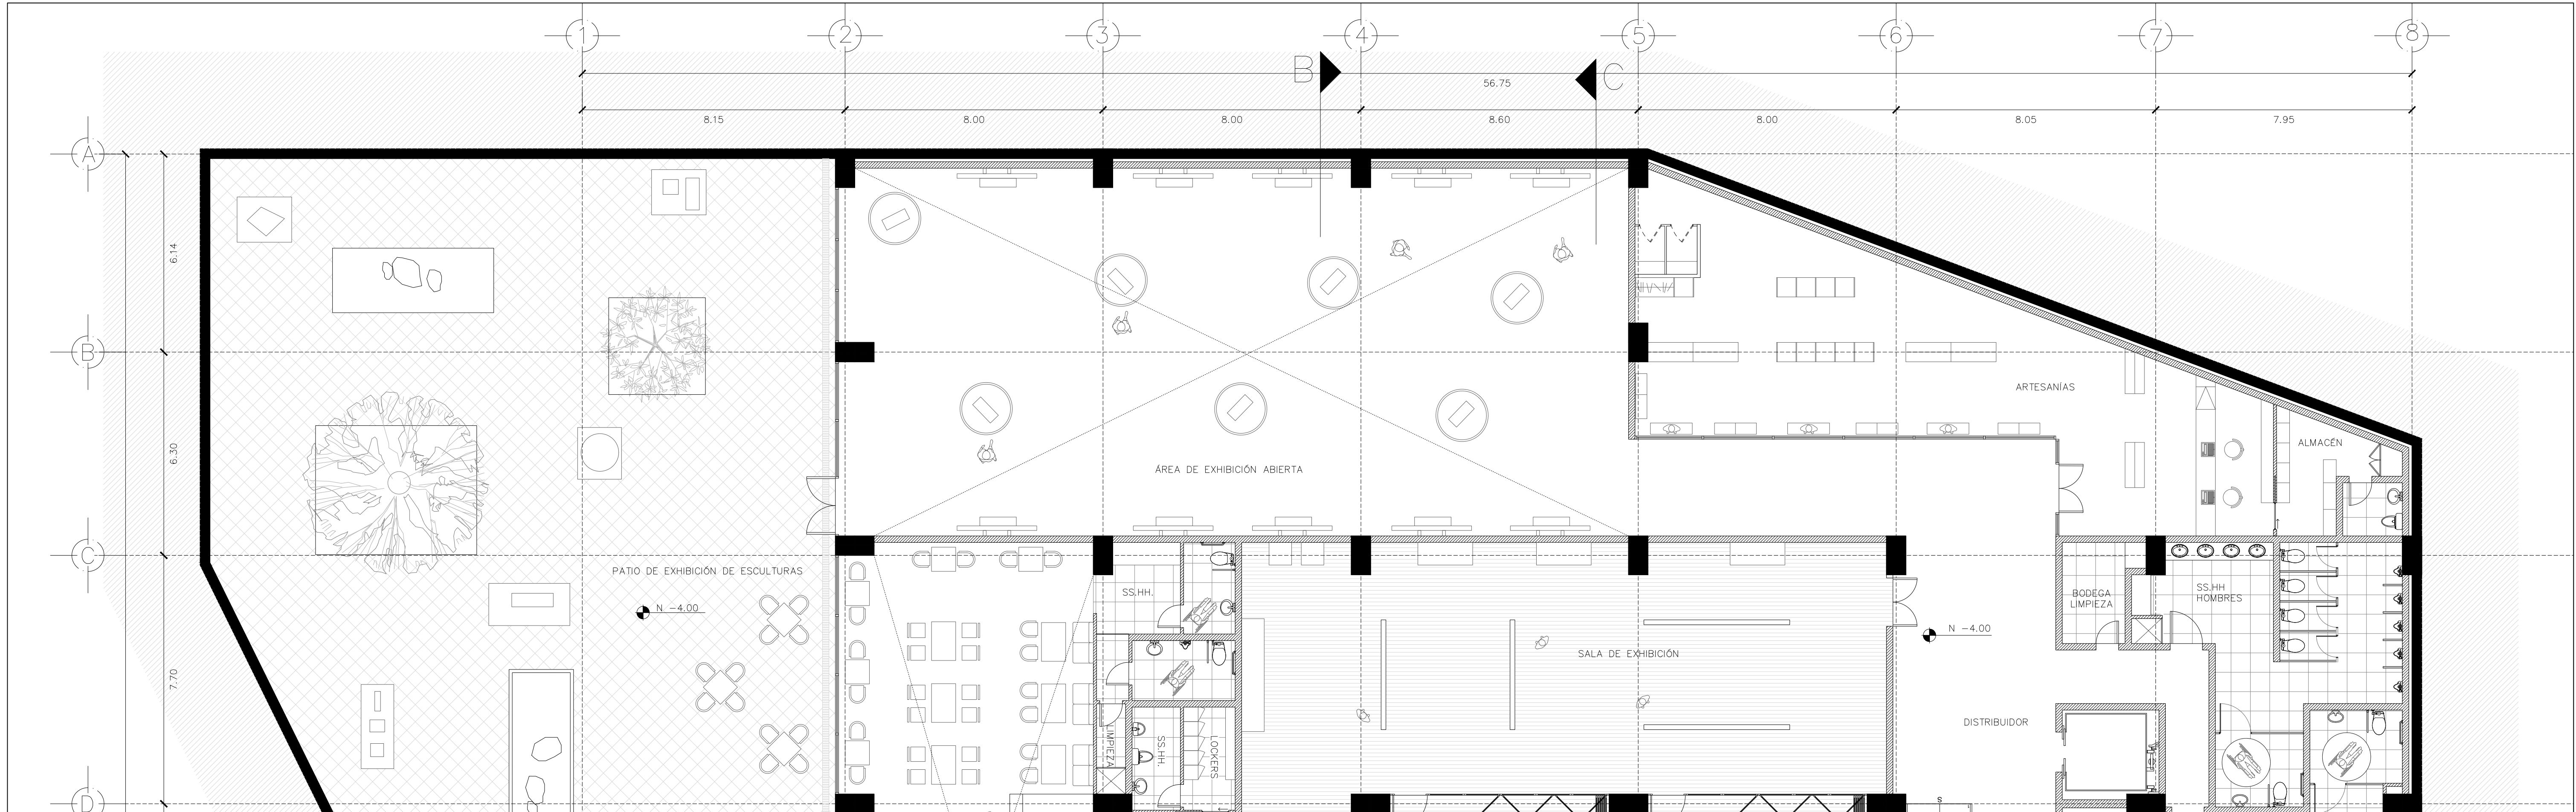 1 2 3 4 5 6 7 8
B C
56.75
8.15 8.00 8.00 8.60 8.00 8.05 7.95
A
6.14
B
6.30
ARTESANÍAS
ALMACÉN
ÁREA DE EXHIBICIÓN ABIERTA
C
PATIO DE EXHIBICIÓN DE ESCULTURAS
N -4.00
SS.HH.
BODEGA
LIMPIEZA
SS.HH
HOMBRES
N -4.00
SALA DE EXHIBICIÓN
7.70
DISTRIBUIDOR
LIMPIEZA
SS.HH.
LOCKERS
D
S